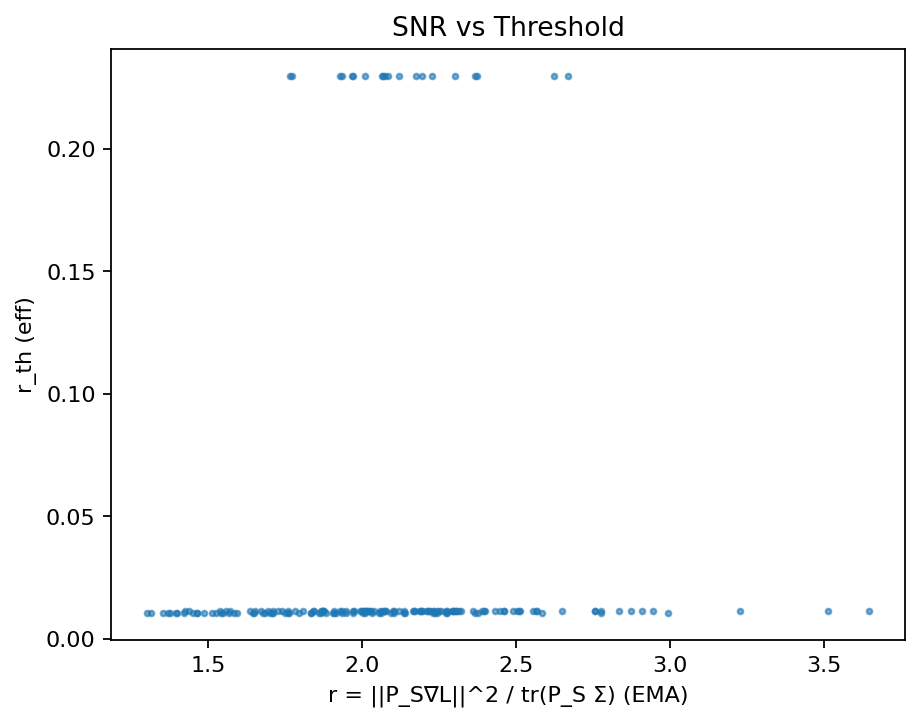 SNR vs Threshold
r_th (eff)
0.20
0.15
0.10
0.05
0.00
1.5 2.0 2.5 3.0 3.5
r = ||P_S∇L||^2 / tr(P_S Σ) (EMA)